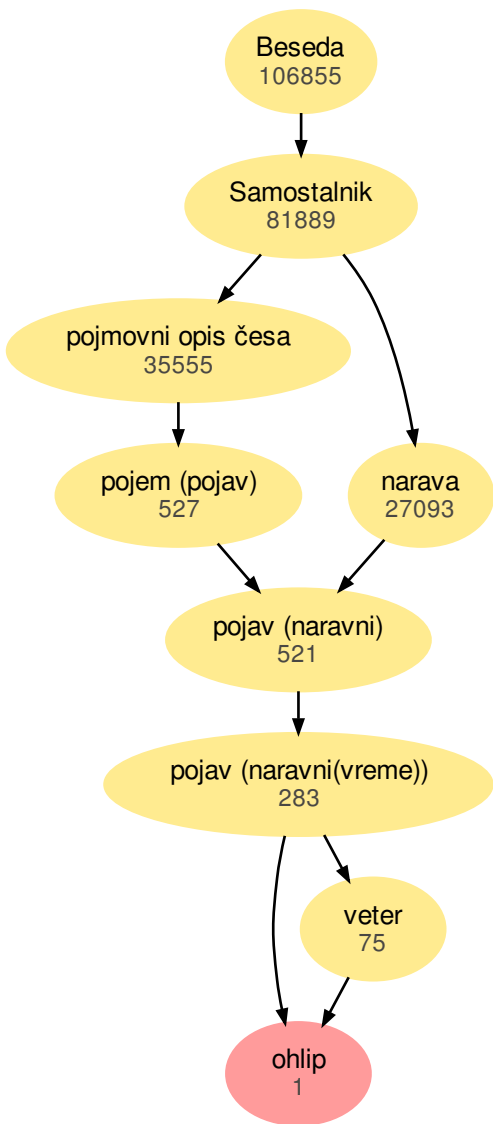 Beseda
106855
Samostalnik
81889
pojmovni opis česa
35555
pojem (pojav)
527
narava
27093
pojav (naravni)
521
pojav (naravni(vreme))
283
veter
75
ohlip
1